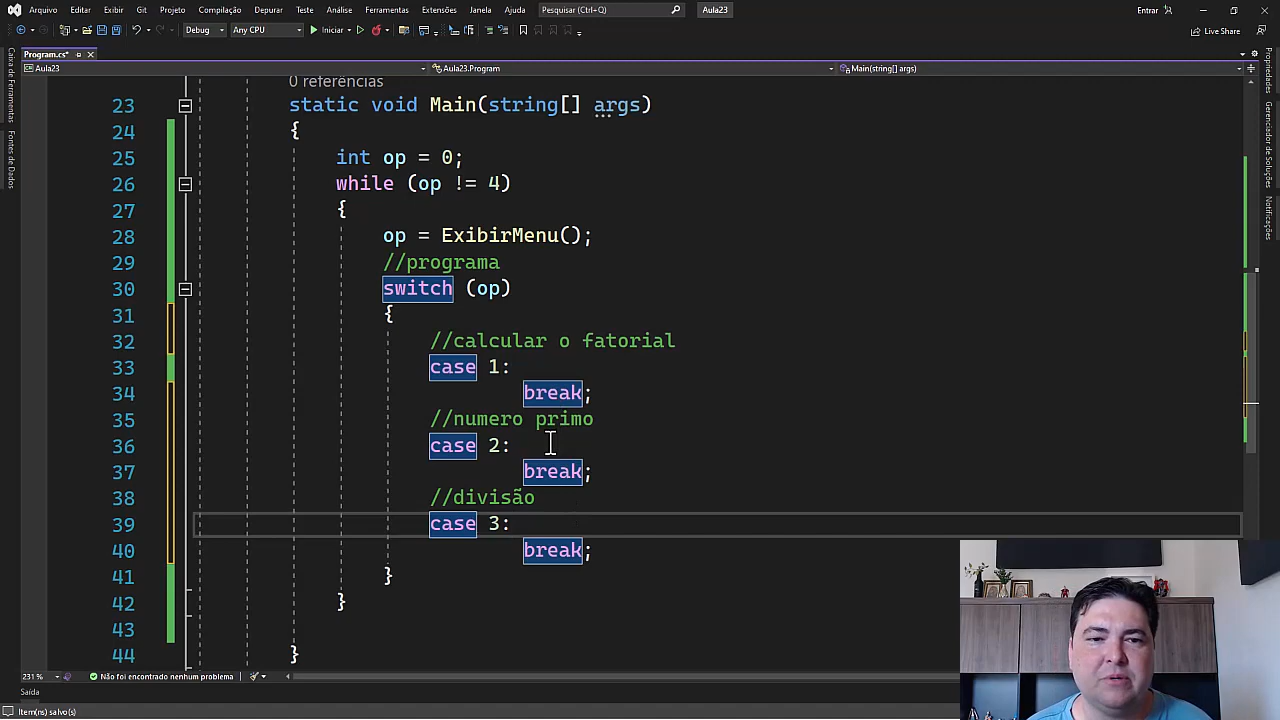 Arquivo Editar Exibir Git Projeto Compilação Depurar Teste Análise Ferramentas Extensões Janela Ajuda Pesquisar (Ctrl+Q) Aula23 Entrar
Debug Any CPU Iniciar Live Share
Program.cs*
Aula23 Aula23.Program Main(string[] args)
Caixa de Ferramentas
Fontes de Dados
Propriedades
Gerenciador de Soluções
Notificações
0 referências
23 static void Main(string[] args)
24 {
25 int op = 0;
26 while (op != 4)
27 {
28 op = ExibirMenu();
29 //programa
30 switch (op)
31 {
32 //calcular o fatorial
33 case 1:
34 break;
35 //numero primo
36 case 2:
37 break;
38 //divisão
39 case 3:
40 break;
41 }
42 }
43
44 }
231 % Não foi encontrado nenhum problema
Saída
Item(ns) salvo(s)